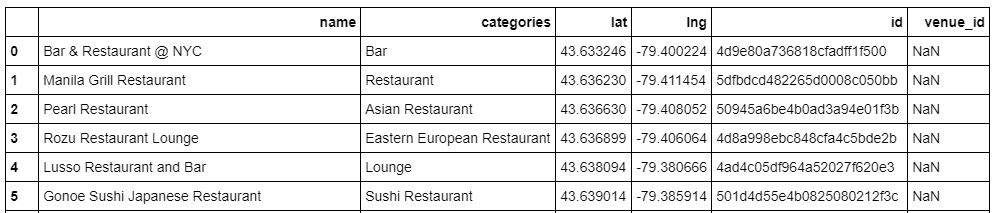 name categories lat lng id venue_id
0 Bar & Restaurant @ NYC Bar 43.633246 -79.400224 4d9e80a736818cfadff1f500 NaN
1 Manila Grill Restaurant Restaurant 43.636230 -79.411454 5dfbdcd482265d0008c050bb NaN
2 Pearl Restaurant Asian Restaurant 43.636630 -79.408052 50945a6be4b0ad3a94e01f3b NaN
3 Rozu Restaurant Lounge Eastern European Restaurant 43.636899 -79.406064 4d8a998ebc848cfa4c5bde2b NaN
4 Lusso Restaurant and Bar Lounge 43.638094 -79.380666 4ad4c05df964a52027f620e3 NaN
5 Gonoe Sushi Japanese Restaurant Sushi Restaurant 43.639014 -79.385914 501d4d55e4b0825080212f3c NaN